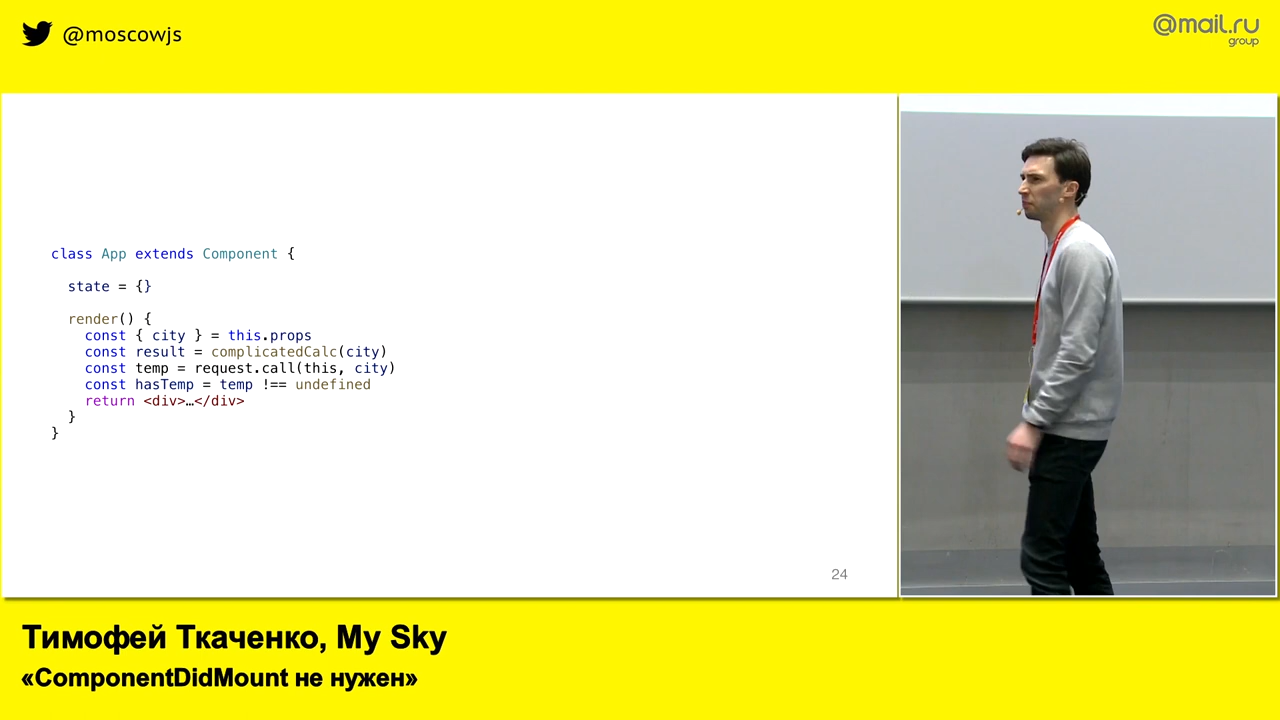 @moscowjs
@mail.ru
group
class App extends Component {
state = {}
render() {
const { city } = this.props
const result = complicatedCalc(city)
const temp = request.call(this, city)
const hasTemp = temp !== undefined
return <div>…</div>
}
}
24
Тимофей Ткаченко, My Sky
«ComponentDidMount не нужен»